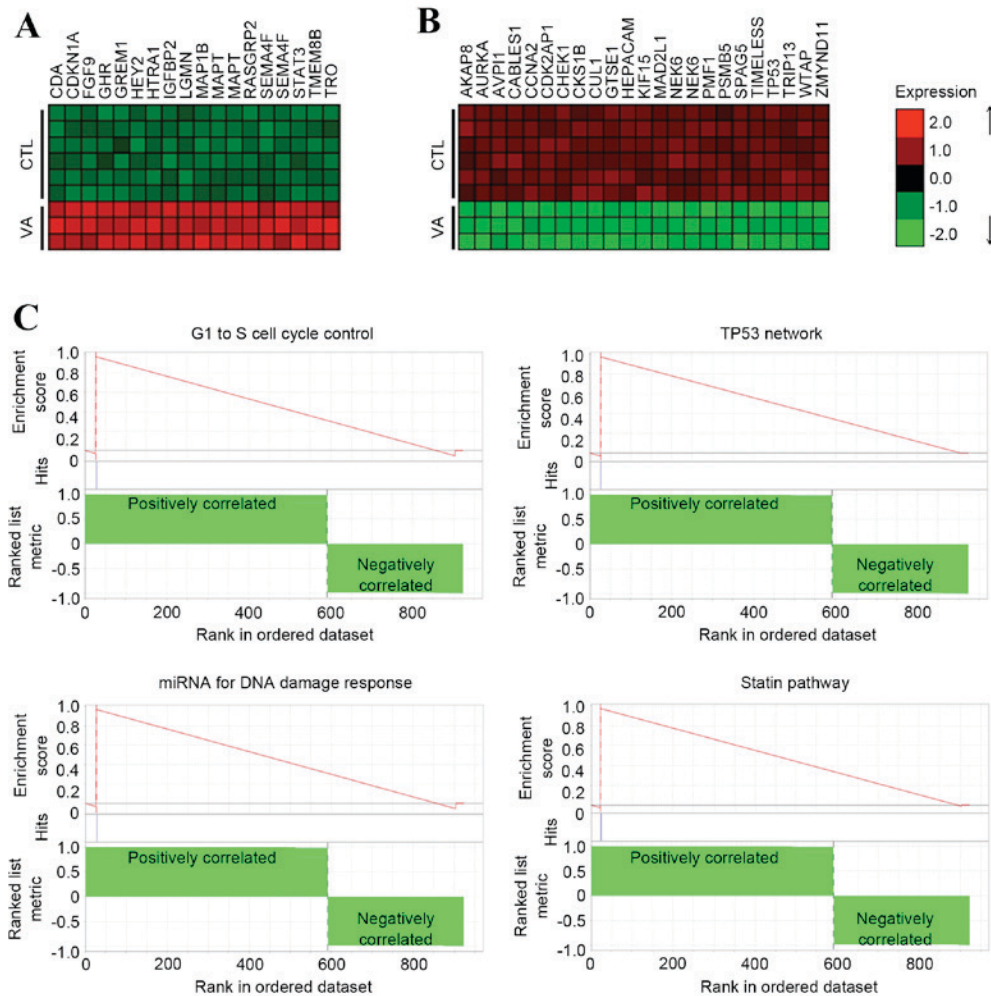 A
CDA
CDKN1A
FGF9
GHR
GREM1
HEY2
HTRA1
IGFBP2
LGMN
MAP1B
MAPT
MAPT
RASGRP2
SEMA4F
SEMA4F
STAT3
TMEM8B
TRO
CTL
VA
B
AKAP8
AURKA
AVPI1
CABLES1
CCNA2
CDK2AP1
CHEK1
CKS1B
CUL1
GTSE1
HEPACAM
KIF15
MAD2L1
NEK6
NEK6
PMF1
PSMB5
SPAG5
TIMELESS
TP53
TRIP13
WTAP
ZMYND11
CTL
VA
Expression
2.0
1.0
0.0
-1.0
-2.0
C
G1 to S cell cycle control
Enrichment
score
1.0
0.8
0.6
0.4
0.2
0
Hits
Ranked list
metric
1.0
0.5
0
-0.5
-1.0
Positively correlated
Negatively
correlated
0 200 400 600 800
Rank in ordered dataset
TP53 network
Enrichment
score
1.0
0.8
0.6
0.4
0.2
0
Hits
Ranked list
metric
1.0
0.5
0
-0.5
-1.0
Positively correlated
Negatively
correlated
0 200 400 600 800
Rank in ordered dataset
miRNA for DNA damage response
Enrichment
score
1.0
0.8
0.6
0.4
0.2
0
Hits
Ranked list
metric
1.0
0.5
0
-0.5
-1.0
Positively correlated
Negatively
correlated
0 200 400 600 800
Rank in ordered dataset
Statin pathway
Enrichment
score
1.0
0.8
0.6
0.4
0.2
0
Hits
Ranked list
metric
1.0
0.5
0
-0.5
-1.0
Positively correlated
Negatively
correlated
0 200 400 600 800
Rank in ordered dataset